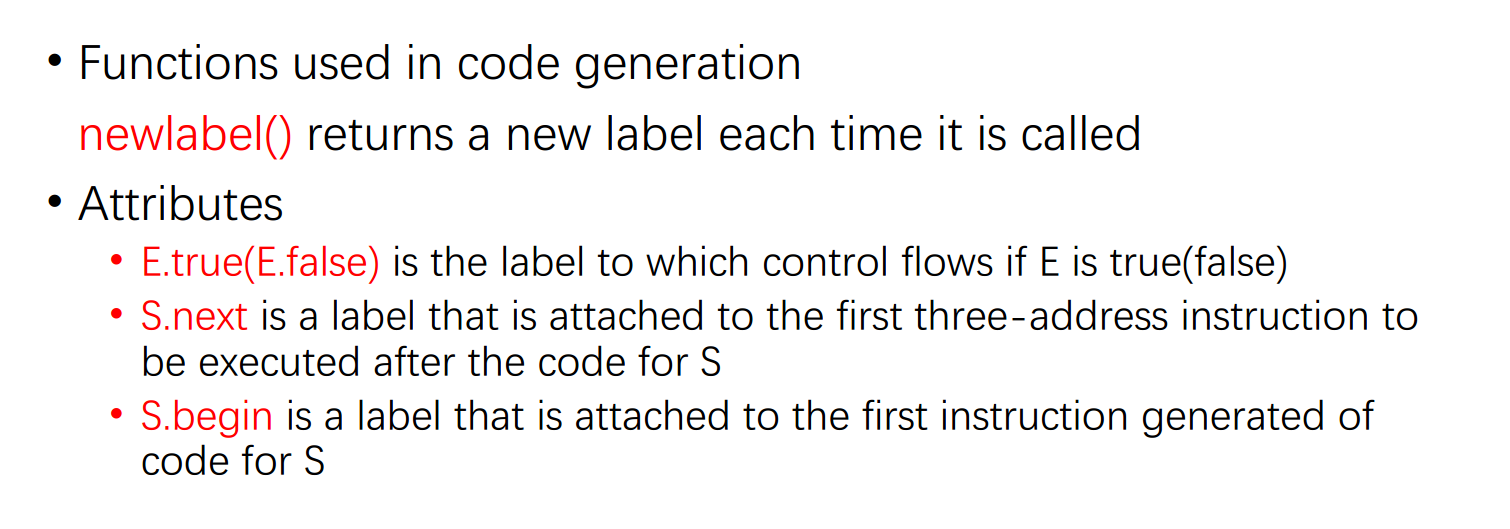 • Functions used in code generation
newlabel() returns a new label each time it is called
• Attributes
• E.true(E.false) is the label to which control flows if E is true(false)
• S.next is a label that is attached to the first three-address instruction to
be executed after the code for S
• S.begin is a label that is attached to the first instruction generated of
code for S